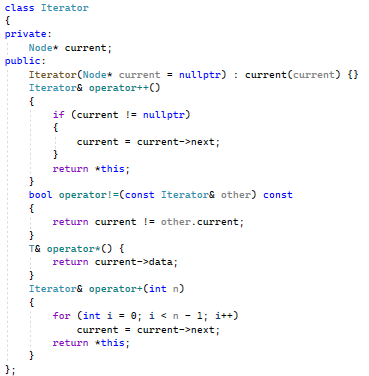 class Iterator
{
private:
    Node* current;
public:
    Iterator(Node* current = nullptr) : current(current) {}
    Iterator& operator++()
    {
        if (current != nullptr)
        {
            current = current->next;
        }
        return *this;
    }
    bool operator!=(const Iterator& other) const
    {
        return current != other.current;
    }
    T& operator*() {
        return current->data;
    }
    Iterator& operator+(int n)
    {
        for (int i = 0; i < n - 1; i++)
            current = current->next;
        return *this;
    }
};